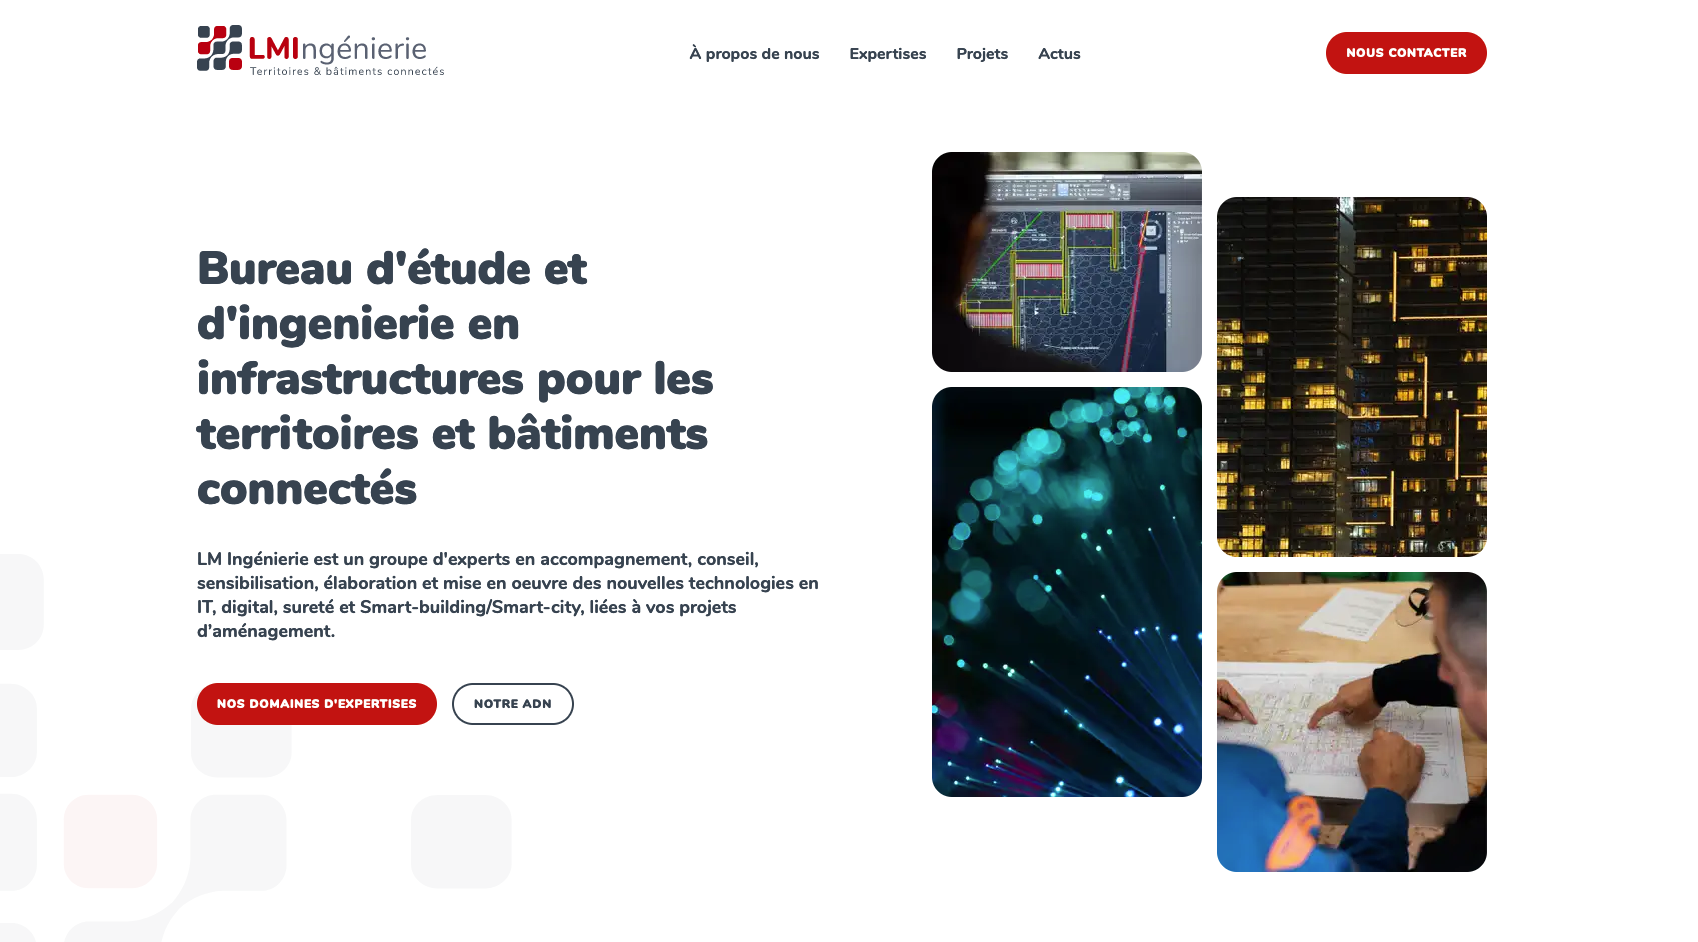 LMIngénierie
Territoires & bâtiments connectés
À propos de nous
Expertises
Projets
Actus
NOUS CONTACTER
Bureau d'étude et
d'ingenierie en
infrastructures pour les
territoires et bâtiments
connectés
LM Ingénierie est un groupe d'experts en accompagnement, conseil,
sensibilisation, élaboration et mise en oeuvre des nouvelles technologies en
IT, digital, sureté et Smart-building/Smart-city, liées à vos projets
d’aménagement.
NOS DOMAINES D'EXPERTISES
NOTRE ADN